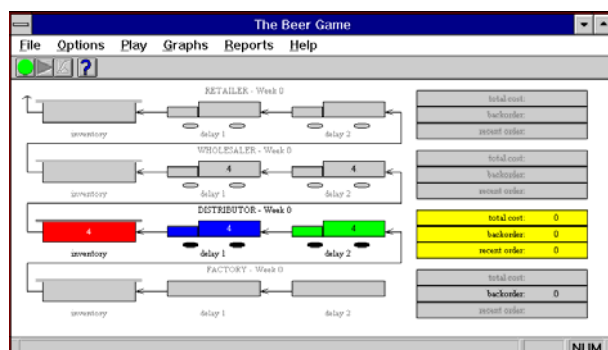 The Beer Game
File Options Play Graphs Reports Help
RETAILER - Week 0
inventory delay 1 delay 2
total cost:
backorder:
recent order:
WHOLESALER - Week 0
4 4
inventory delay 1 delay 2
total cost:
backorder:
recent order:
DISTRIBUTOR - Week 0
4 4 4
inventory delay 1 delay 2
total cost: 0
backorder: 0
recent order: 0
FACTORY - Week 0
inventory delay 1 delay 2
total cost:
backorder: 0
recent order:
NUM